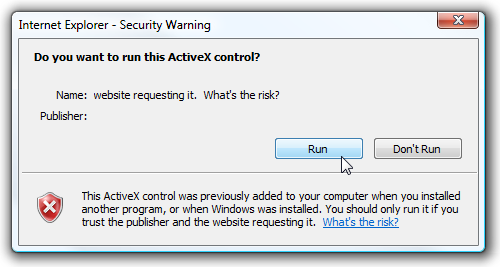 Internet Explorer - Security Warning
Do you want to run this ActiveX control?
Name: website requesting it. What's the risk?
Publisher:
Run Don't Run
This ActiveX control was previously added to your computer when you installed
another program, or when Windows was installed. You should only run it if you
trust the publisher and the website requesting it. What's the risk?